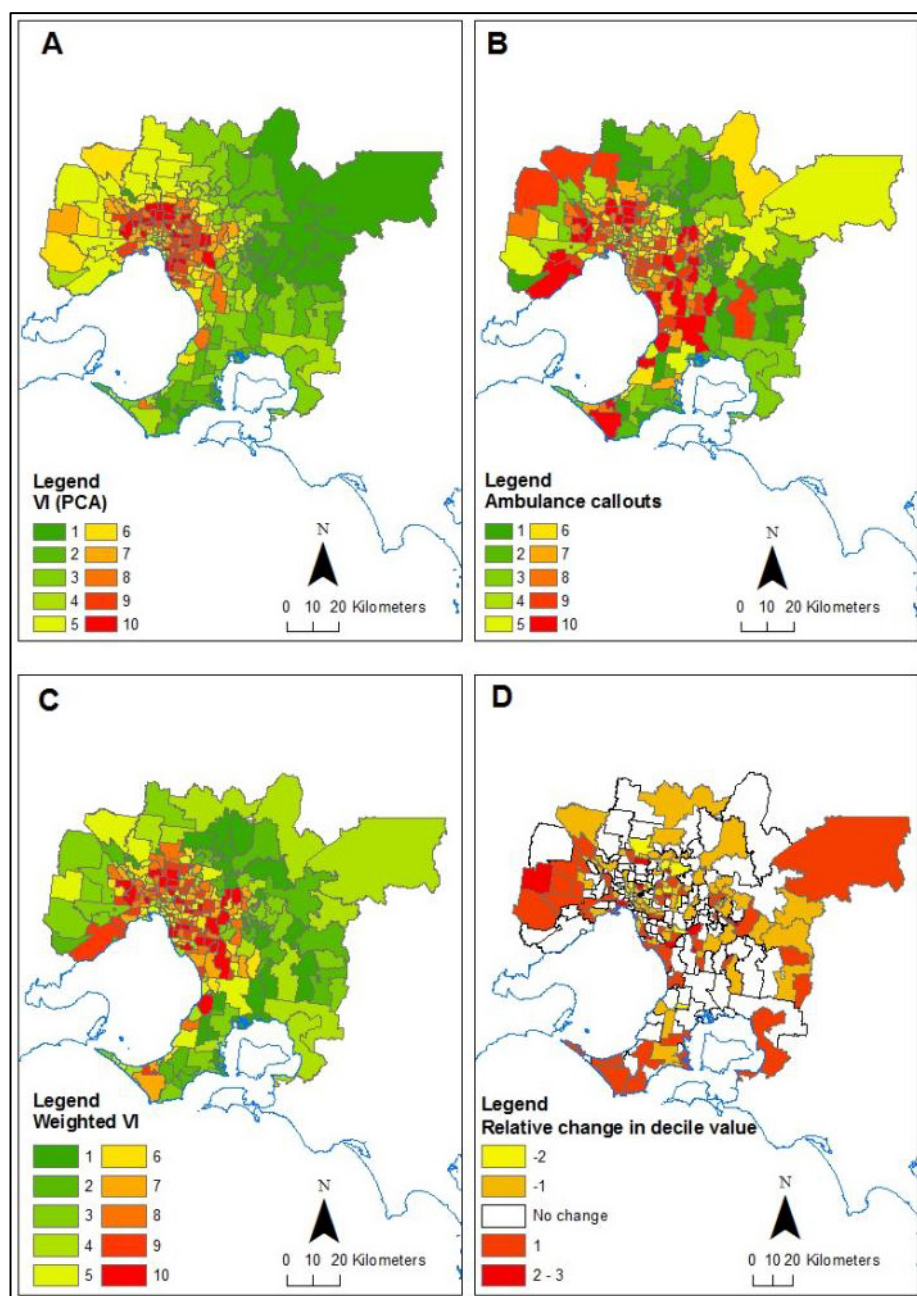 A
Legend
VI (PCA)
1 6
2 7
3 8
4 9
5 10
N
0 10 20 Kilometers
B
Legend
Ambulance callouts
1 6
2 7
3 8
4 9
5 10
N
0 10 20 Kilometers
C
Legend
Weighted VI
1 6
2 7
3 8
4 9
5 10
N
0 10 20 Kilometers
D
Legend
Relative change in decile value
-2
-1
No change
1
2 - 3
N
0 10 20 Kilometers